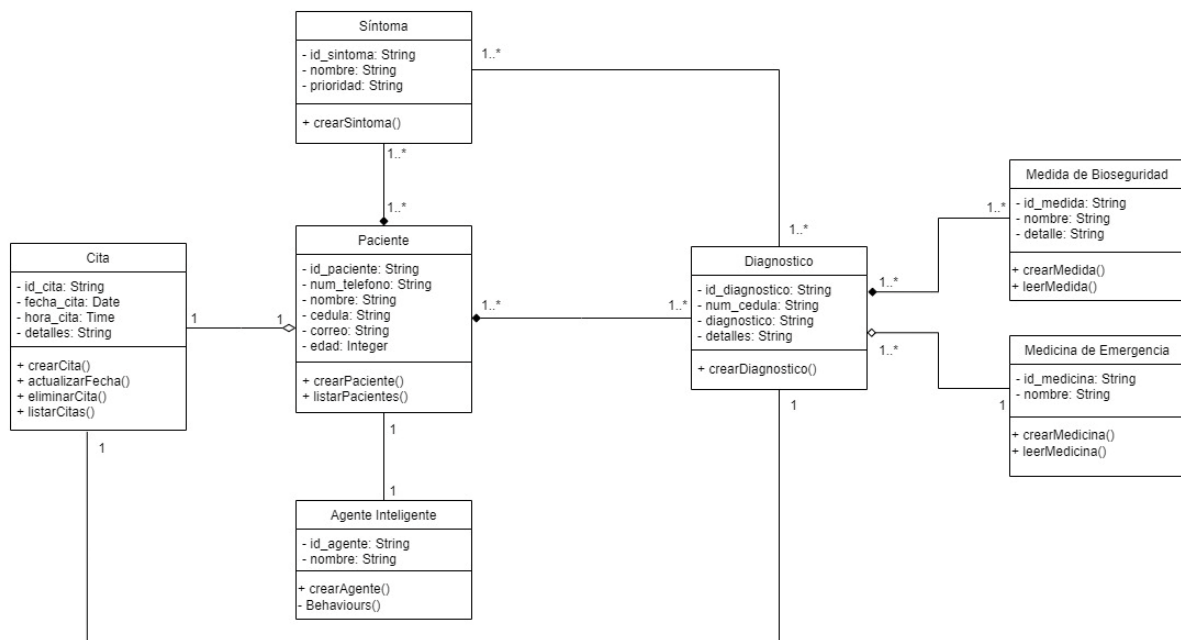 Síntoma
- id_sintoma: String
- nombre: String
- prioridad: String
+ crearSintoma()
1..*
1..*
1..*
1..*
Paciente
- id_paciente: String
- num_telefono: String
- nombre: String
- cedula: String
- correo: String
- edad: Integer
+ crearPaciente()
+ listarPacientes()
Cita
- id_cita: String
- fecha_cita: Date
- hora_cita: Time
- detalles: String
+ crearCita()
+ actualizarFecha()
+ eliminarCita()
+ listarCitas()
1
1
1
1..*
1..*
1
1
Agente Inteligente
- id_agente: String
- nombre: String
+ crearAgente()
- Behaviours()
Diagnostico
- id_diagnostico: String
- num_cedula: String
- diagnostico: String
- detalles: String
+ crearDiagnostico()
1
1..*
1..*
Medida de Bioseguridad
- id_medida: String
- nombre: String
- detalle: String
+ crearMedida()
+ leerMedida()
1..*
1
Medicina de Emergencia
- id_medicina: String
- nombre: String
+ crearMedicina()
+ leerMedicina()